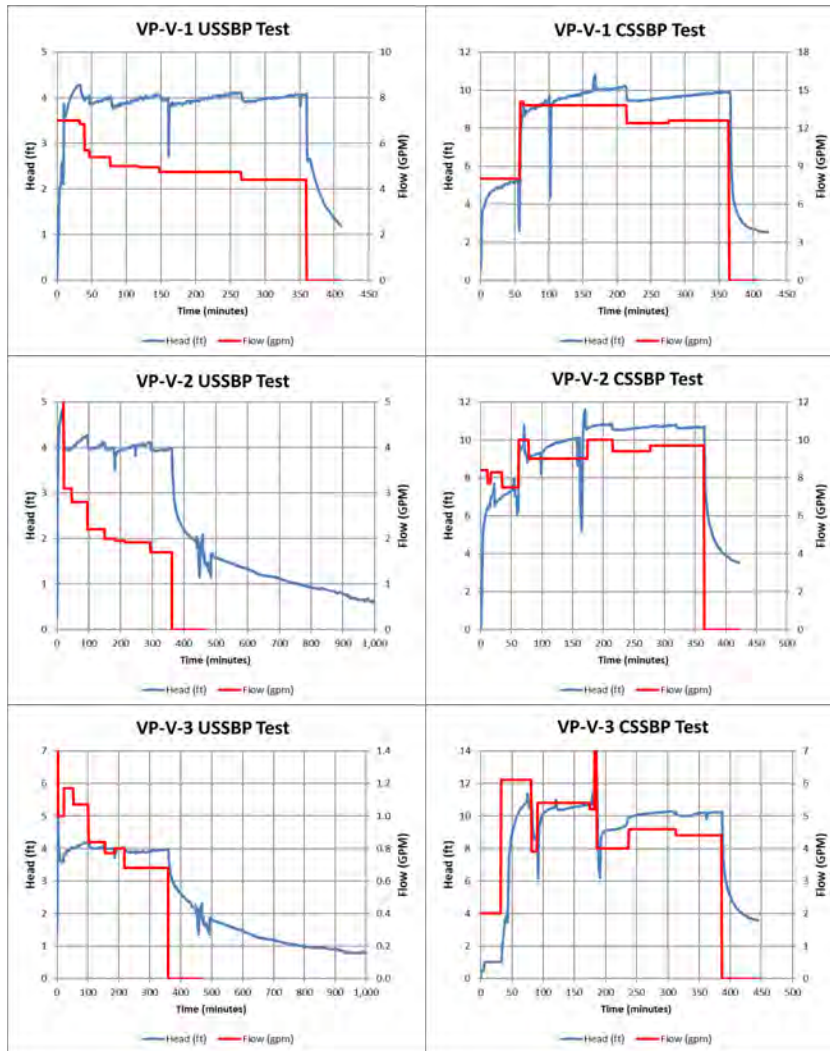 VP-V-1 USSBP Test
5
4
3
2
1
0
Head (ft)
10
8
6
4
2
0
Flow (GPM)
0 50 100 150 200 250 300 350 400 450
Time (minutes)
Head (ft) Flow (gpm)
VP-V-1 CSSBP Test
12
10
8
6
4
2
0
Head (ft)
18
15
12
9
6
3
0
Flow (GPM)
0 50 100 150 200 250 300 350 400 450
Time (minutes)
Head (ft) Flow (gpm)
VP-V-2 USSBP Test
5
4
3
2
1
0
Head (ft)
5
4
3
2
1
0
Flow (GPM)
0 100 200 300 400 500 600 700 800 900 1,000
Time (minutes)
Head (ft) Flow (gpm)
VP-V-2 CSSBP Test
12
10
8
6
4
2
0
Head (ft)
12
10
8
6
4
2
0
Flow (GPM)
0 50 100 150 200 250 300 350 400 450
Time (minutes)
Head (ft) Flow (gpm)
VP-V-3 USSBP Test
7
6
5
4
3
2
1
0
Head (ft)
1.4
1.2
1.0
0.8
0.6
0.4
0.2
0.0
Flow (GPM)
0 100 200 300 400 500 600 700 800 900 1,000
Time (minutes)
Head (ft) Flow (gpm)
VP-V-3 CSSBP Test
14
12
10
8
6
4
2
0
Head (ft)
7
6
5
4
3
2
1
0
Flow (GPM)
0 50 100 150 200 250 300 350 400 450 500
Time (minutes)
Head (ft) Flow (gpm)